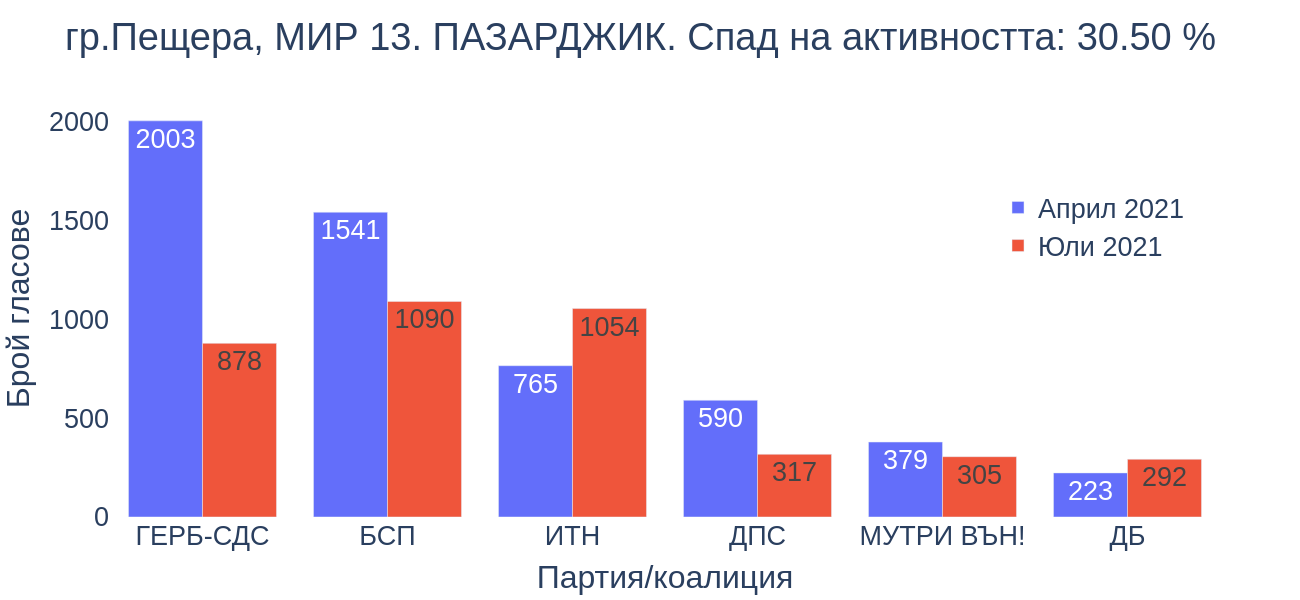 гр.Пещера, МИР 13. ПАЗАРДЖИК. Спад на активността: 30.50 %
2000
1500
1000
500
0
Брой гласове
2003
878
1541
1090
765
1054
590
317
379
305
223
292
Април 2021
Юли 2021
ГЕРБ-СДС
БСП
ИТН
ДПС
МУТРИ ВЪН!
ДБ
Партия/коалиция